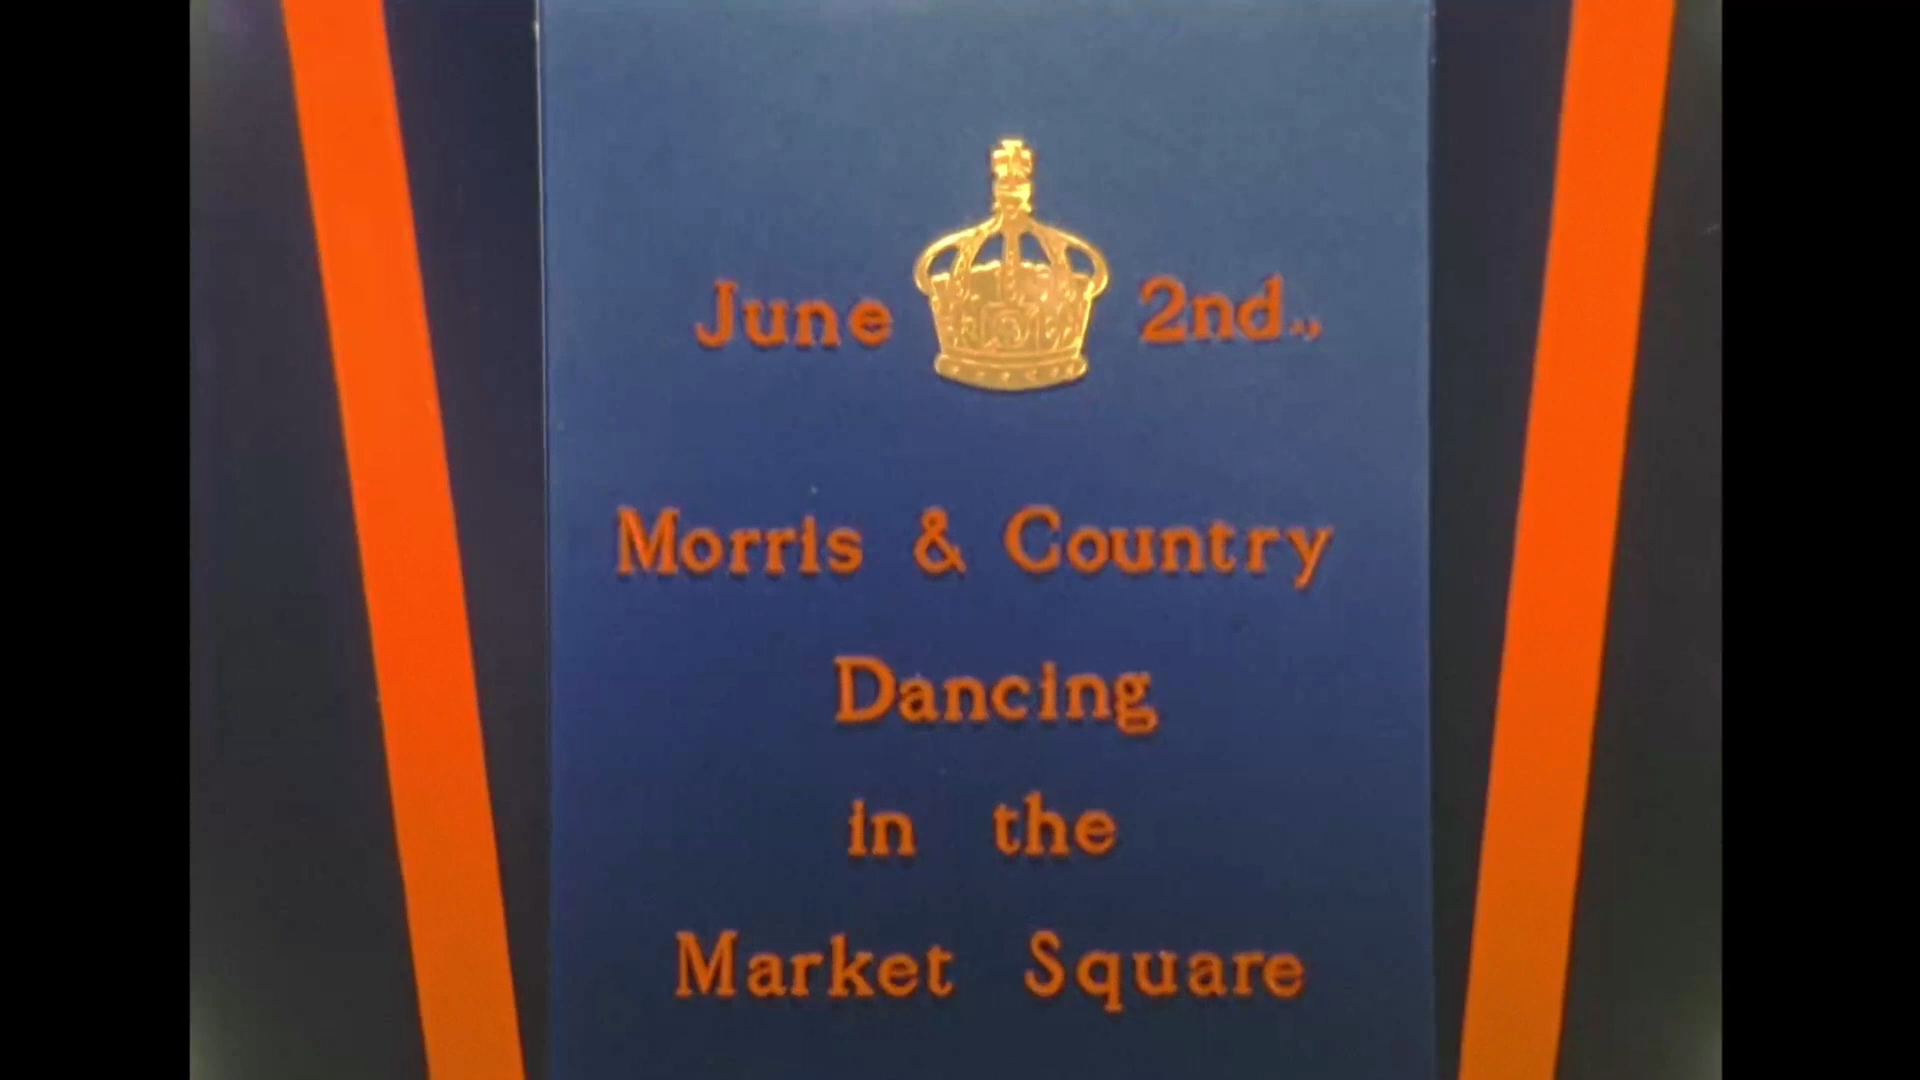 June 2nd.,
Morris & Country
Dancing
in the
Market Square